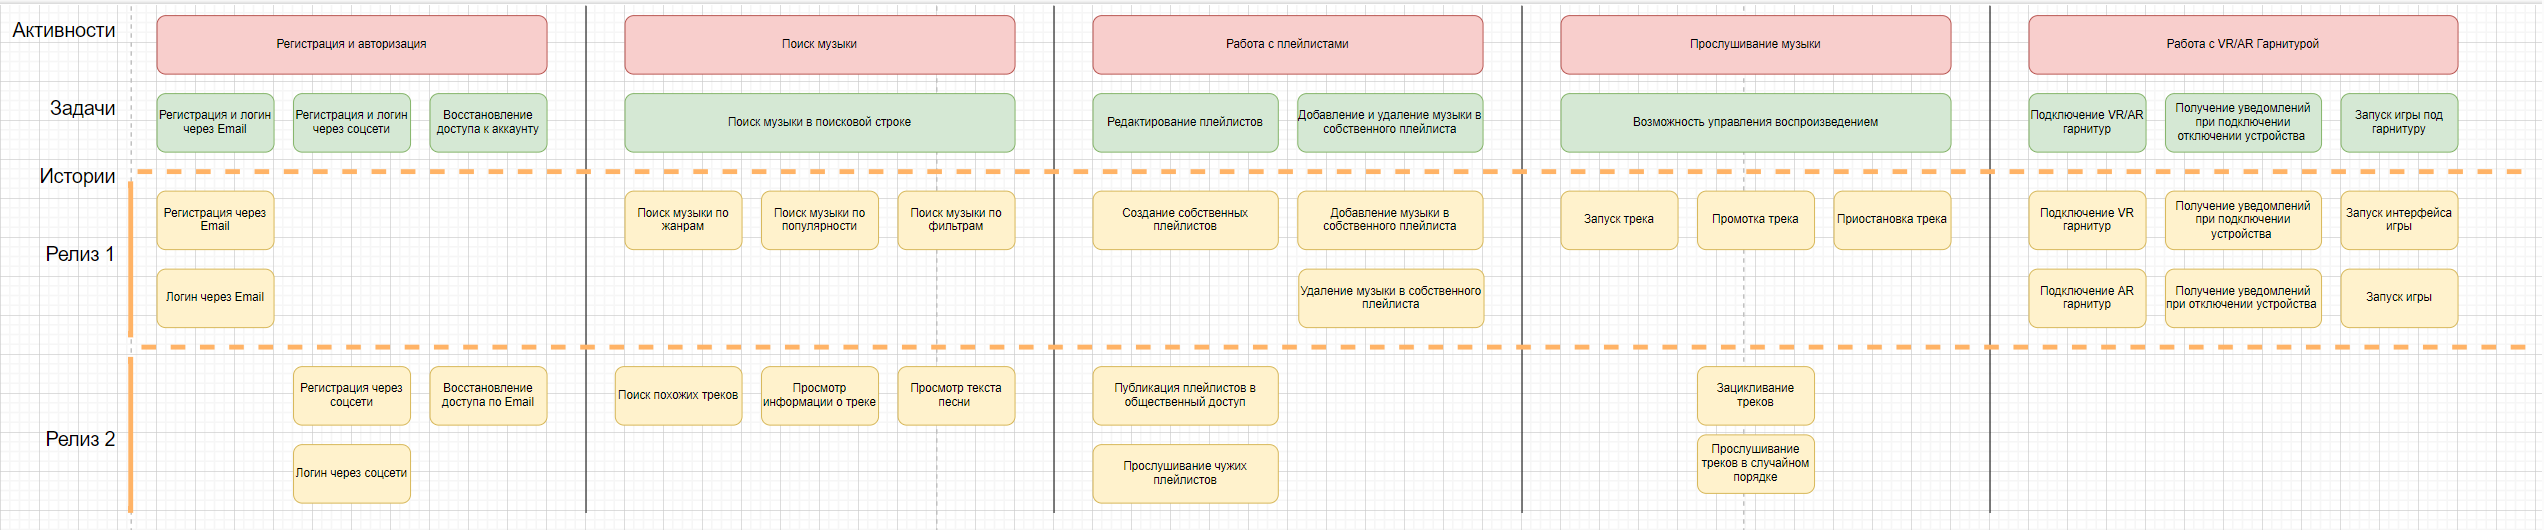 Активности
Регистрация и авторизация
Поиск музыки
Работа с плейлистами
Прослушивание музыки
Работа с VR/AR Гарнитурой
Задачи
Регистрация и логин
через Email
Регистрация и логин
через соцсети
Восстановление
доступа к аккаунту
Поиск музыки в поисковой строке
Редактирование плейлистов
Добавление и удаление музыки в
собственного плейлиста
Возможность управления воспроизведением
Подключение VR/AR
гарнитур
Получение уведомлений
при подключении
отключении устройства
Запуск игры под
гарнитуру
Истории
Релиз 1
Регистрация через
Email
Поиск музыки по
жанрам
Поиск музыки по
популярности
Поиск музыки по
фильтрам
Создание собственных
плейлистов
Добавление музыки в
собственного плейлиста
Запуск трека
Промотка трека
Приостановка трека
Подключение VR
гарнитур
Получение уведомлений
при подключении
устройства
Запуск интерфейса
игры
Логин через Email
Удаление музыки в собственного
плейлиста
Подключение AR
гарнитур
Получение уведомлений
при отключении устройства
Запуск игры
Релиз 2
Регистрация через
соцсети
Восстановление
доступа по Email
Поиск похожих треков
Просмотр
информации о треке
Просмотр текста
песни
Публикация плейлистов в
общественный доступ
Зацикливание
треков
Логин через соцсети
Прослушивание чужих
плейлистов
Прослушивание
треков в случайном
порядке